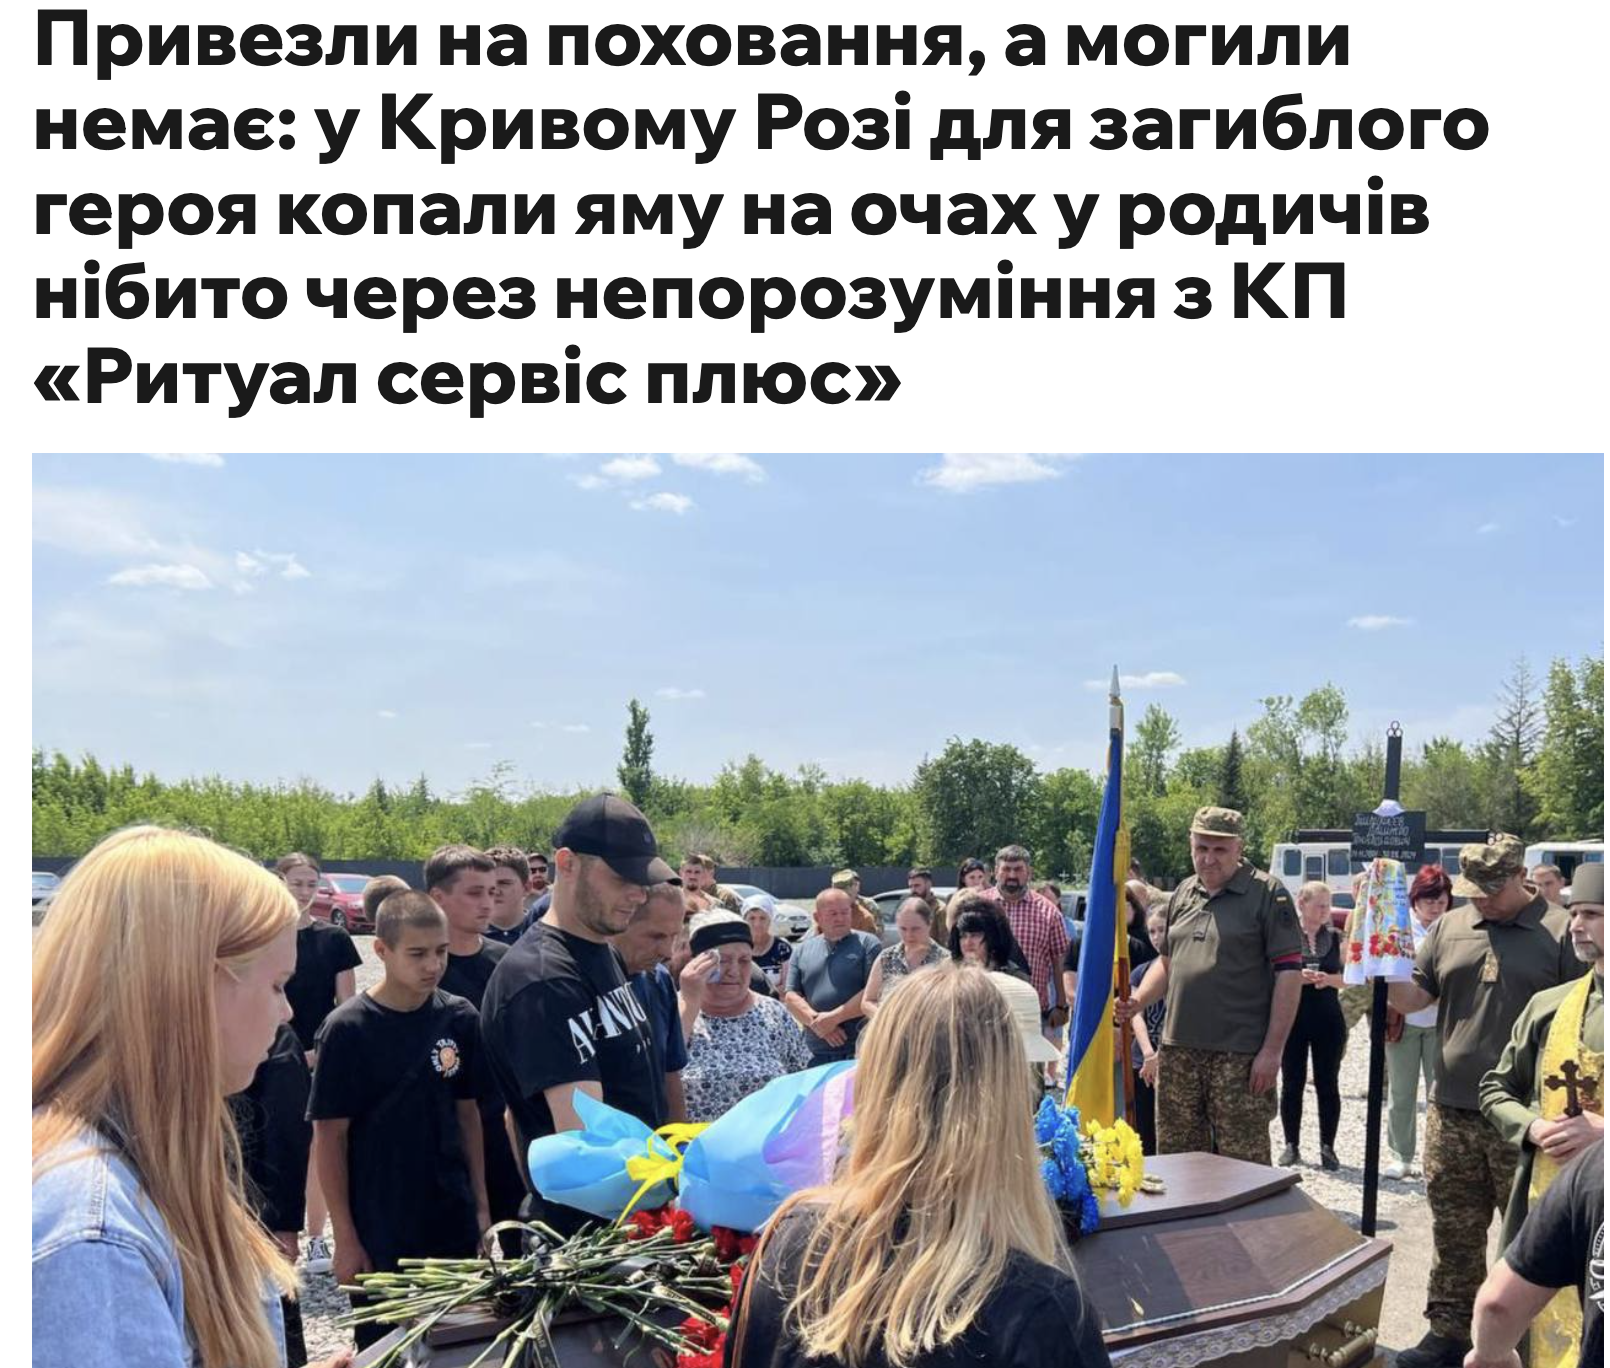 Привезли на поховання, а могили
немає: у Кривому Розі для загиблого
героя копали яму на очах у родичів
нібито через непорозуміння з КП
«Ритуал сервіс плюс»